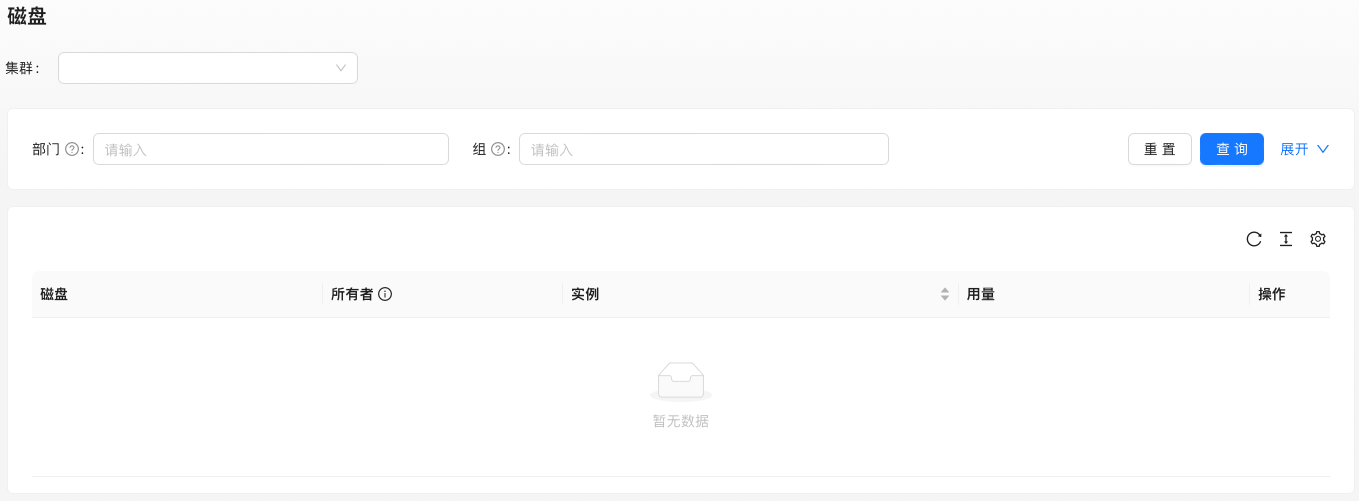 磁盘
集群：
部门 ?: 请输入 组 ?: 请输入 重 置 查 询 展开
磁盘 所有者 实例 用量 操作
暂无数据